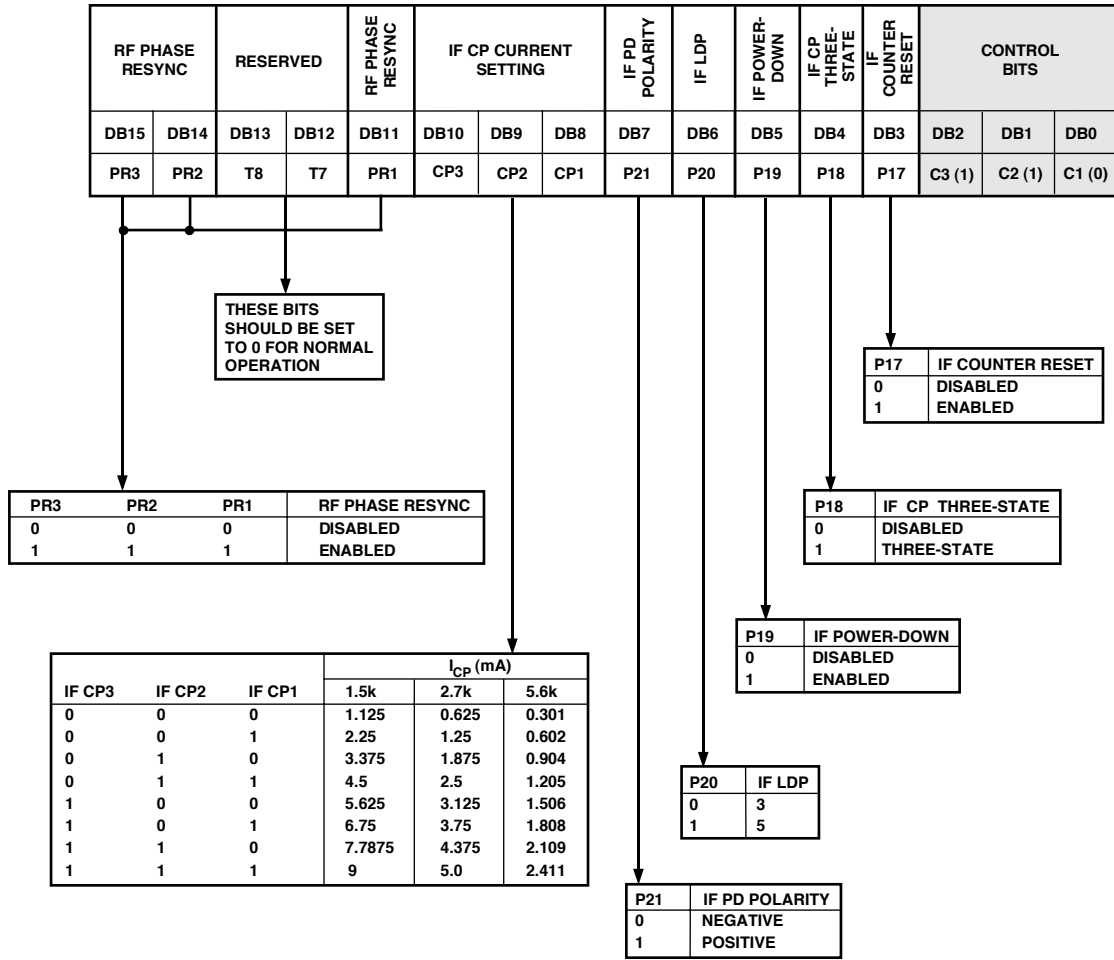 RF PHASE RESYNC
RESERVED
RF PHASE RESYNC
IF CP CURRENT SETTING
IF PD POLARITY
IF LDP
IF POWER-DOWN
IF CP THREE-STATE
IF COUNTER RESET
CONTROL BITS
DB15 DB14 DB13 DB12 DB11 DB10 DB9 DB8 DB7 DB6 DB5 DB4 DB3 DB2 DB1 DB0
PR3 PR2 T8 T7 PR1 CP3 CP2 CP1 P21 P20 P19 P18 P17 C3 (1) C2 (1) C1 (0)
THESE BITS
SHOULD BE SET
TO 0 FOR NORMAL
OPERATION
P17 IF COUNTER RESET
0 DISABLED
1 ENABLED
PR3 PR2 PR1 RF PHASE RESYNC
0 0 0 DISABLED
1 1 1 ENABLED
P18 IF CP THREE-STATE
0 DISABLED
1 THREE-STATE
P19 IF POWER-DOWN
0 DISABLED
1 ENABLED
ICP (mA)
IF CP3 IF CP2 IF CP1 1.5k 2.7k 5.6k
0 0 0 1.125 0.625 0.301
0 0 1 2.25 1.25 0.602
0 1 0 3.375 1.875 0.904
0 1 1 4.5 2.5 1.205
1 0 0 5.625 3.125 1.506
1 0 1 6.75 3.75 1.808
1 1 0 7.7875 4.375 2.109
1 1 1 9 5.0 2.411
P20 IF LDP
0 3
1 5
P21 IF PD POLARITY
0 NEGATIVE
1 POSITIVE